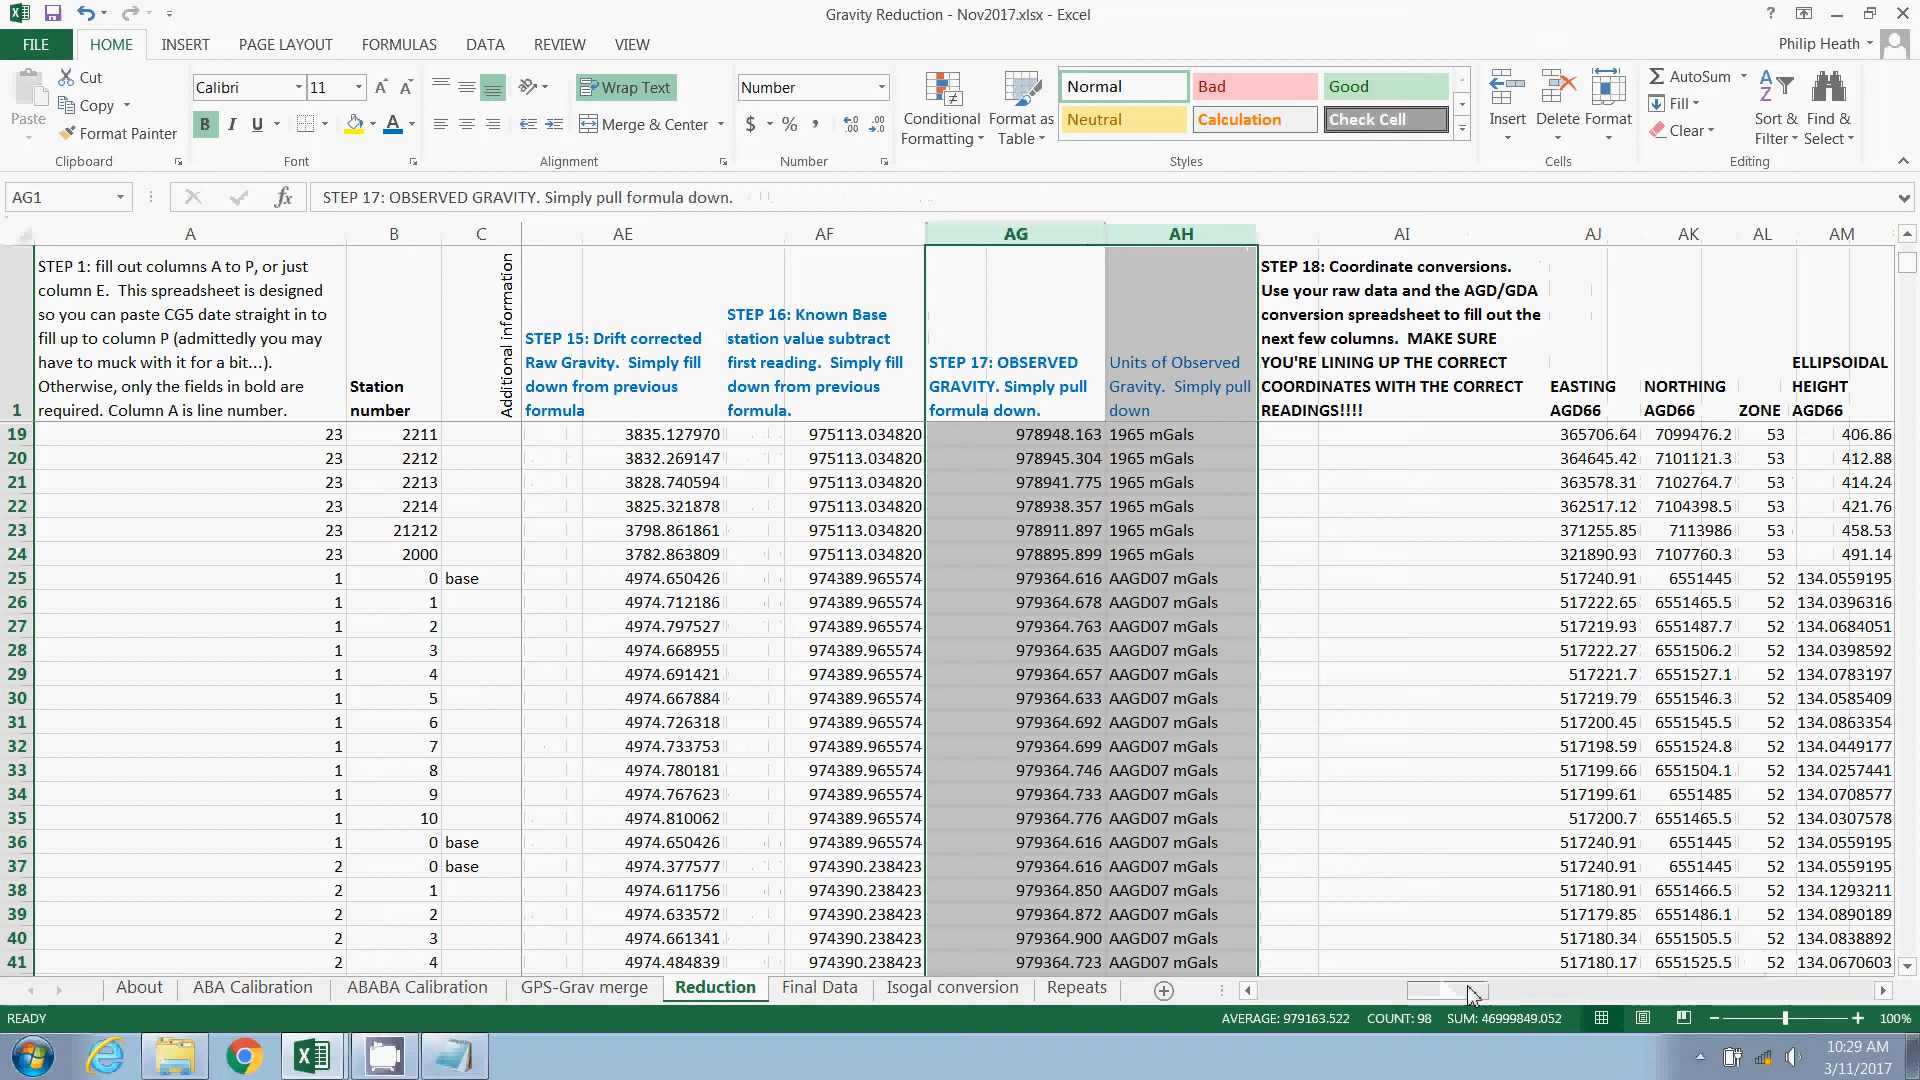 Gravity Reduction - Nov2017.xlsx - Excel
?
FILE HOME INSERT PAGE LAYOUT FORMULAS DATA REVIEW VIEW
Philip Heath
Paste
Cut
Copy
Format Painter
Calibri 11
B I U
Wrap Text
Merge & Center
Number
$ % ,
Conditional Formatting
Format as Table
Normal Bad Good
Neutral Calculation Check Cell
Insert Delete Format
AutoSum
Fill
Clear
Sort & Filter
Find & Select
Clipboard Font Alignment Number Styles Cells Editing
AG1 fx STEP 17: OBSERVED GRAVITY. Simply pull formula down.
A B C AE AF AG AH AI AJ AK AL AM
1
STEP 1: fill out columns A to P, or just
column E. This spreadsheet is designed
so you can paste CG5 date straight in to
fill up to column P (admittedly you may
have to muck with it for a bit...).
Otherwise, only the fields in bold are
required. Column A is line number.
Station
number
Additional information
STEP 15: Drift corrected
Raw Gravity. Simply fill
down from previous
formula
STEP 16: Known Base
station value subtract
first reading. Simply fill
down from previous
formula.
STEP 17: OBSERVED
GRAVITY. Simply pull
formula down.
Units of Observed
Gravity. Simply pull
down
STEP 18: Coordinate conversions.
Use your raw data and the AGD/GDA
conversion spreadsheet to fill out the
next few columns. MAKE SURE
YOU'RE LINING UP THE CORRECT
COORDINATES WITH THE CORRECT
READINGS!!!!
EASTING
AGD66
NORTHING
AGD66
ZONE
ELLIPSOIDAL
HEIGHT
AGD66
19 23 2211 3835.127970 975113.034820 978948.163 1965 mGals 365706.64 7099476.2 53 406.86
20 23 2212 3832.269147 975113.034820 978945.304 1965 mGals 364645.42 7101121.3 53 412.88
21 23 2213 3828.740594 975113.034820 978941.775 1965 mGals 363578.31 7102764.7 53 414.24
22 23 2214 3825.321878 975113.034820 978938.357 1965 mGals 362517.12 7104398.5 53 421.76
23 23 21212 3798.861861 975113.034820 978911.897 1965 mGals 371255.85 7113986 53 458.53
24 23 2000 3782.863809 975113.034820 978895.899 1965 mGals 321890.93 7107760.3 53 491.14
25 1 0 base 4974.650426 974389.965574 979364.616 AAGD07 mGals 517240.91 6551445 52 134.0559195
26 1 1 4974.712186 974389.965574 979364.678 AAGD07 mGals 517222.65 6551465.5 52 134.0396316
27 1 2 4974.797527 974389.965574 979364.763 AAGD07 mGals 517219.93 6551487.7 52 134.0684051
28 1 3 4974.668955 974389.965574 979364.635 AAGD07 mGals 517222.27 6551506.2 52 134.0398592
29 1 4 4974.691421 974389.965574 979364.657 AAGD07 mGals 517221.7 6551527.1 52 134.0783197
30 1 5 4974.667884 974389.965574 979364.633 AAGD07 mGals 517219.79 6551546.3 52 134.0585409
31 1 6 4974.726318 974389.965574 979364.692 AAGD07 mGals 517200.45 6551545.5 52 134.0863354
32 1 7 4974.733753 974389.965574 979364.699 AAGD07 mGals 517198.59 6551524.8 52 134.0449177
33 1 8 4974.780181 974389.965574 979364.746 AAGD07 mGals 517199.66 6551504.1 52 134.0257441
34 1 9 4974.767623 974389.965574 979364.733 AAGD07 mGals 517199.61 6551485 52 134.0708577
35 1 10 4974.810062 974389.965574 979364.776 AAGD07 mGals 517200.7 6551465.5 52 134.0307578
36 1 0 base 4974.650426 974389.965574 979364.616 AAGD07 mGals 517240.91 6551445 52 134.0559195
37 2 0 base 4974.377577 974390.238423 979364.616 AAGD07 mGals 517240.91 6551445 52 134.0559195
38 2 1 4974.611756 974390.238423 979364.850 AAGD07 mGals 517180.91 6551466.5 52 134.1293211
39 2 2 4974.633572 974390.238423 979364.872 AAGD07 mGals 517179.85 6551486.1 52 134.0890189
40 2 3 4974.661341 974390.238423 979364.900 AAGD07 mGals 517180.34 6551505.5 52 134.0838892
41 2 4 4974.484839 974390.238423 979364.723 AAGD07 mGals 517180.17 6551525.5 52 134.0670603
About ABA Calibration ABABA Calibration GPS-Grav merge Reduction Final Data Isogal conversion Repeats
READY AVERAGE: 979163.522 COUNT: 98 SUM: 46999849.052 100%
10:29 AM
3/11/2017